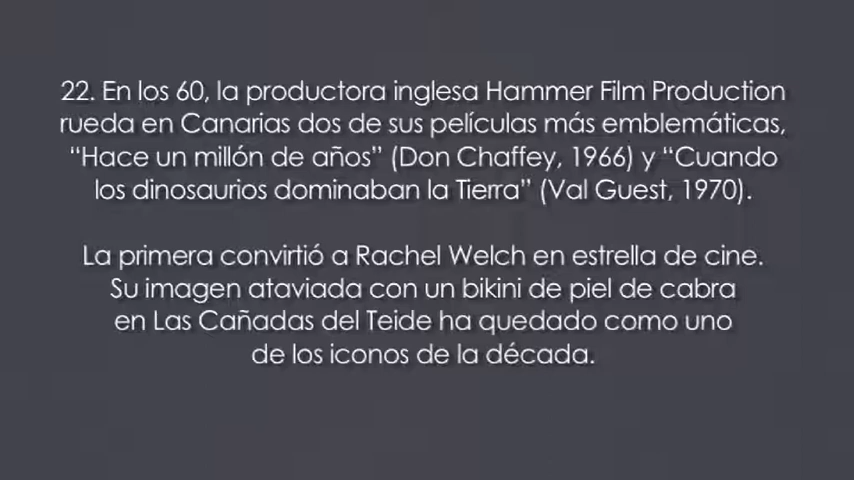 22. En los 60, la productora inglesa Hammer Film Production
rueda en Canarias dos de sus películas más emblemáticas,
“Hace un millón de años” (Don Chaffey, 1966) y “Cuando
los dinosaurios dominaban la Tierra” (Val Guest, 1970).
La primera convirtió a Rachel Welch en estrella de cine.
Su imagen ataviada con un bikini de piel de cabra
en Las Cañadas del Teide ha quedado como uno
de los iconos de la década.